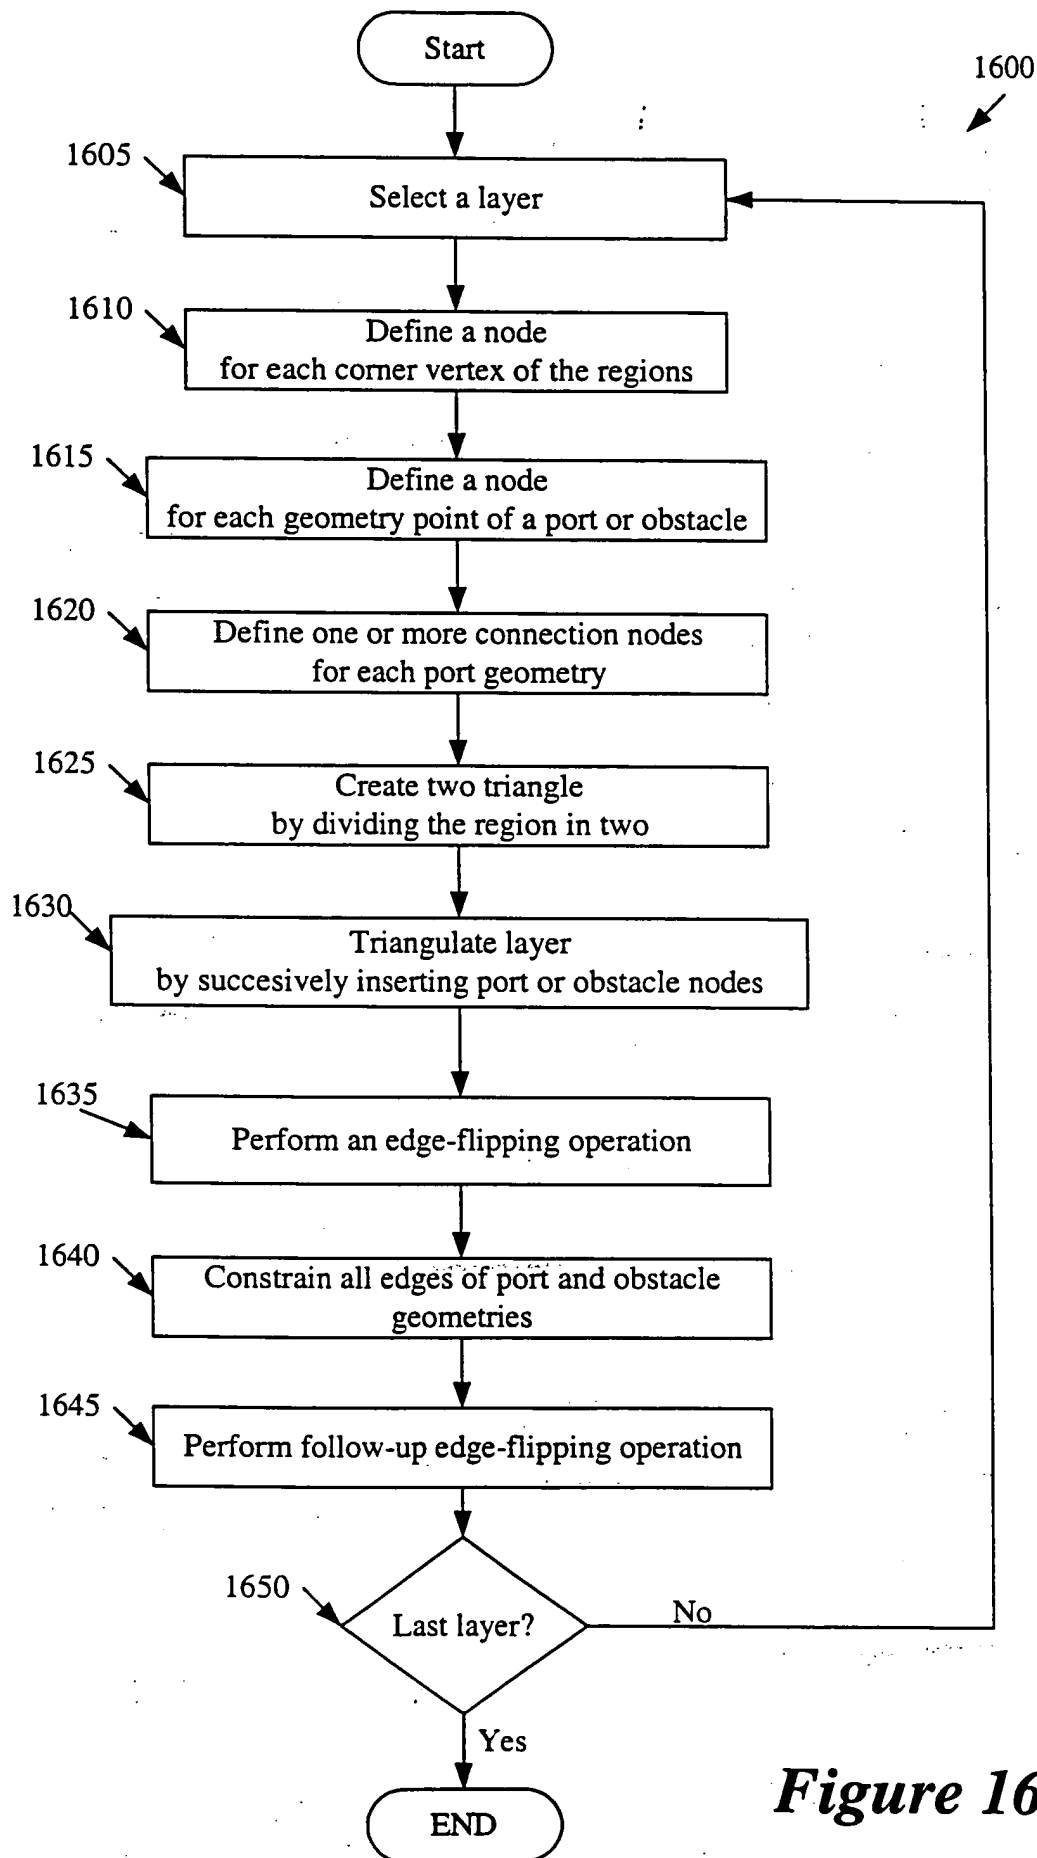 Start
1600
1605
Select a layer
1610
Define a node
for each corner vertex of the regions
1615
Define a node
for each geometry point of a port or obstacle
1620
Define one or more connection nodes
for each port geometry
1625
Create two triangle
by dividing the region in two
1630
Triangulate layer
by succesively inserting port or obstacle nodes
1635
Perform an edge-flipping operation
1640
Constrain all edges of port and obstacle
geometries
1645
Perform follow-up edge-flipping operation
1650
Last layer?
No
Yes
END
Figure 16